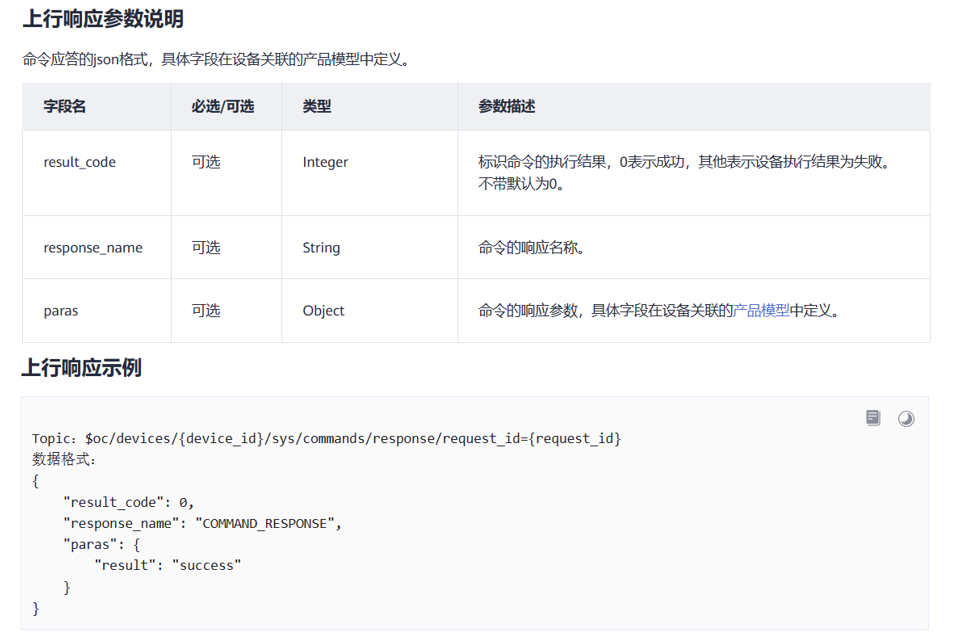 上行响应参数说明
命令应答的json格式，具体字段在设备关联的产品模型中定义。
字段名 必选/可选 类型 参数描述
result_code 可选 Integer 标识命令的执行结果，0表示成功，其他表示设备执行结果为失败。
不带默认为0。
response_name 可选 String 命令的响应名称。
paras 可选 Object 命令的响应参数，具体字段在设备关联的产品模型中定义。
上行响应示例
Topic：$oc/devices/{device_id}/sys/commands/response/request_id={request_id}
数据格式：
{
    "result_code": 0,
    "response_name": "COMMAND_RESPONSE",
    "paras": {
        "result": "success"
    }
}